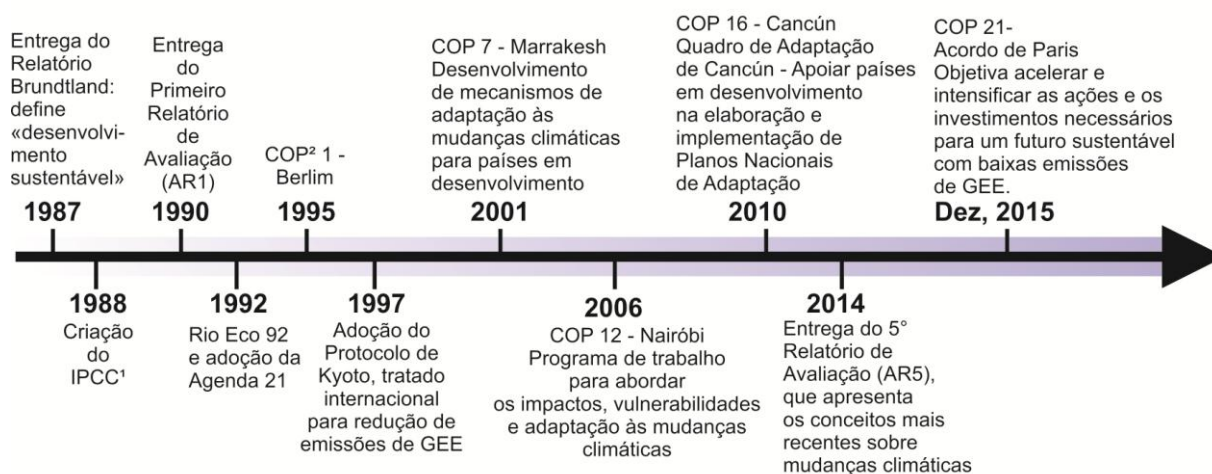 Entrega do
Relatório
Brundtland:
define
«desenvolvi-
mento
sustentável»
1987
Entrega
do
Primeiro
Relatório
de
Avaliação
(AR1)
1990
COP² 1 -
Berlim
1995
COP 7 - Marrakesh
Desenvolvimento
de mecanismos de
adaptação às
mudanças climáticas
para países em
desenvolvimento
2001
COP 16 - Cancún
Quadro de Adaptação
de Cancún - Apoiar países
em desenvolvimento
na elaboração e
implementação de
Planos Nacionais
de Adaptação
2010
COP 21-
Acordo de Paris
Objetiva acelerar e
intensificar as ações e os
investimentos necessários
para um futuro sustentável
com baixas emissões
de GEE.
Dez, 2015
1988
Criação
do
IPCC¹
1992
Rio Eco 92
e adoção da
Agenda 21
1997
Adoção do
Protocolo de
Kyoto, tratado
internacional
para redução de
emissões de GEE
2006
COP 12 - Nairóbi
Programa de trabalho
para abordar
os impactos, vulnerabilidades
e adaptação às mudanças
climáticas
2014
Entrega do 5°
Relatório de
Avaliação (AR5),
que apresenta
os conceitos mais
recentes sobre
mudanças climáticas